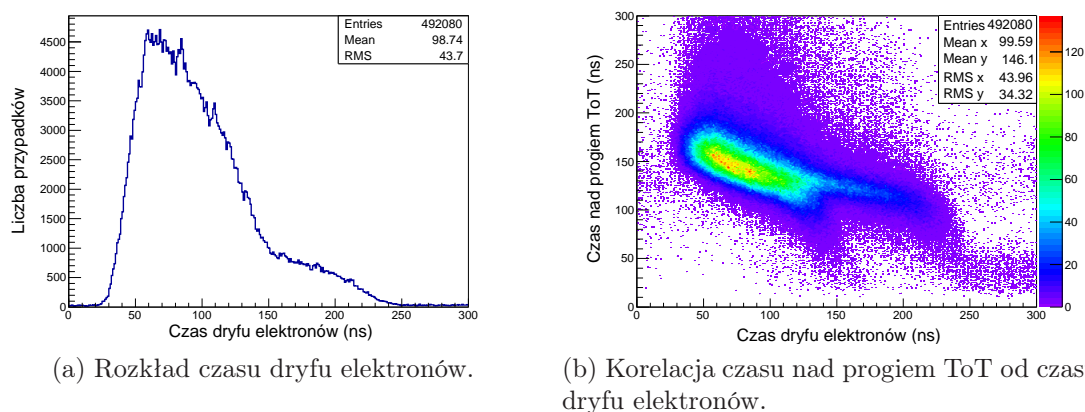 Entries 492080
Mean 98.74
RMS 43.7
4500
4000
3500
3000
2500
2000
1500
1000
500
0
Liczba przypadków
0 50 100 150 200 250 300
Czas dryfu elektronów (ns)
(a) Rozkład czasu dryfu elektronów.
Entries 492080
Mean x 99.59
Mean y 146.1
RMS x 43.96
RMS y 34.32
300
250
200
150
100
50
0
Czas nad progiem ToT (ns)
0 50 100 150 200 250 300
Czas dryfu elektronów (ns)
120
100
80
60
40
20
0
(b) Korelacja czasu nad progiem ToT od czas
dryfu elektronów.